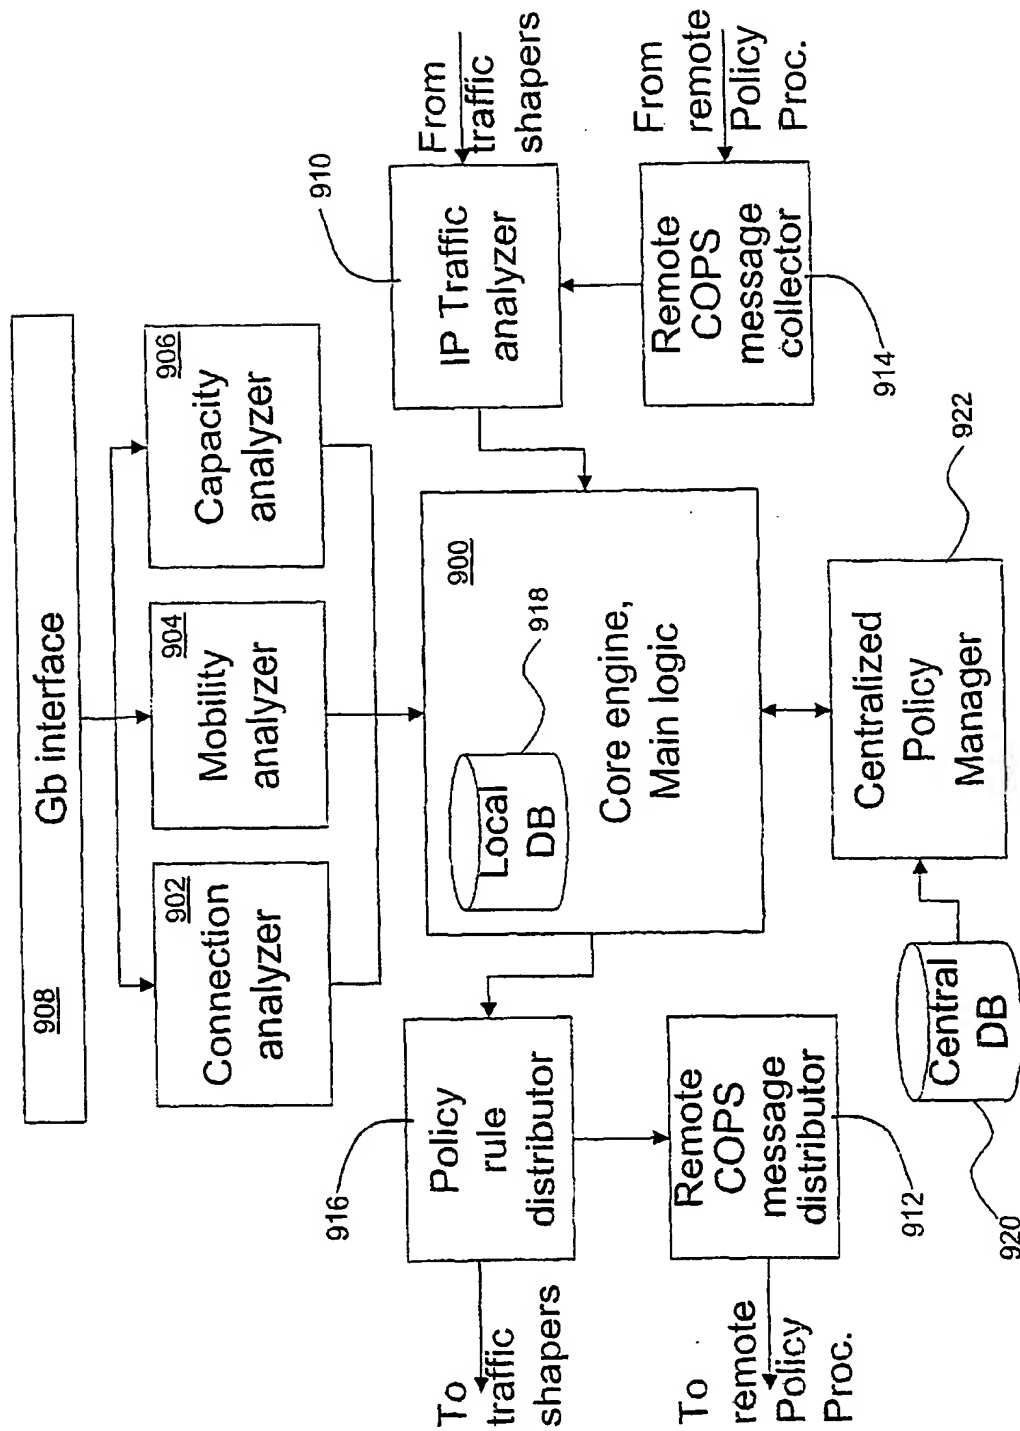 908
Gb interface
902
Connection
analyzer
904
Mobility
analyzer
906
Capacity
analyzer
916
Policy
rule
distributor
To
traffic
shapers
900
Local
DB
918
Core engine,
Main logic
910
IP Traffic
analyzer
From
traffic
shapers
Remote
COPS
message
distributor
912
To
remote
Policy
Proc.
Remote
COPS
message
collector
914
From
remote
Policy
Proc.
Central
DB
920
Centralized
Policy
Manager
922